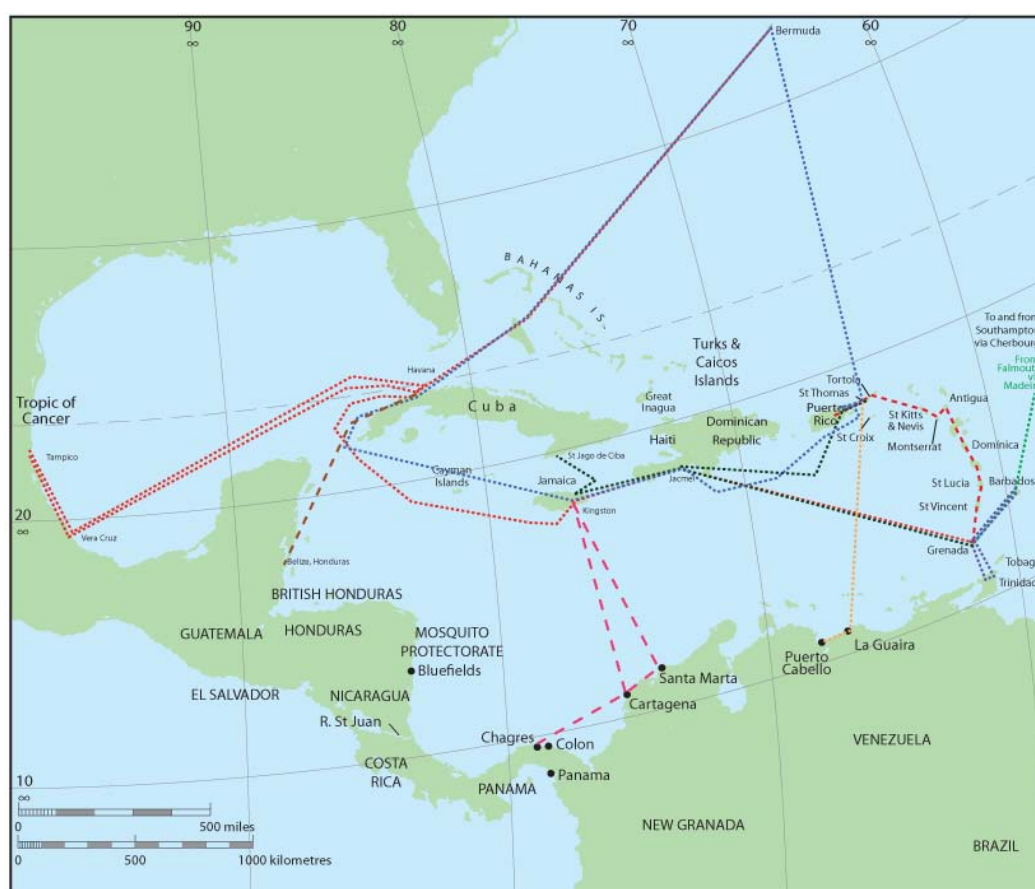 90
∞
80
∞
70
∞
60
∞
Bermuda
BAHAMAS IS.
To and from
Southampton
via Cherbourg
From
Falmouth
Madeir
Turks &
Caicos
Islands
Havana
Tropic of
Cancer
Cuba
Great
Inagua
Tortola
St Thomas
Puerto
Rico
St Kitts
& Nevis
Antigua
Haiti
Dominican
Republic
St Croix
Montserrat
Dominica
Tampico
St Jago de Ciba
Cayman
Islands
Jamaica
Jacmel
St Lucia
Barbados
St Vincent
20
∞
Vera Cruz
Kingston
Grenada
Tobag
Trinidad
Belize, Honduras
BRITISH HONDURAS
GUATEMALA
HONDURAS
MOSQUITO
PROTECTORATE
Bluefields
Puerto
Cabello
La Guaira
EL SALVADOR
NICARAGUA
Santa Marta
Cartagena
R. St Juan
Chagres
Colon
VENEZUELA
COSTA
RICA
Panama
PANAMA
10
∞
0
500 miles
0
500
1000 kilometres
NEW GRANADA
BRAZIL